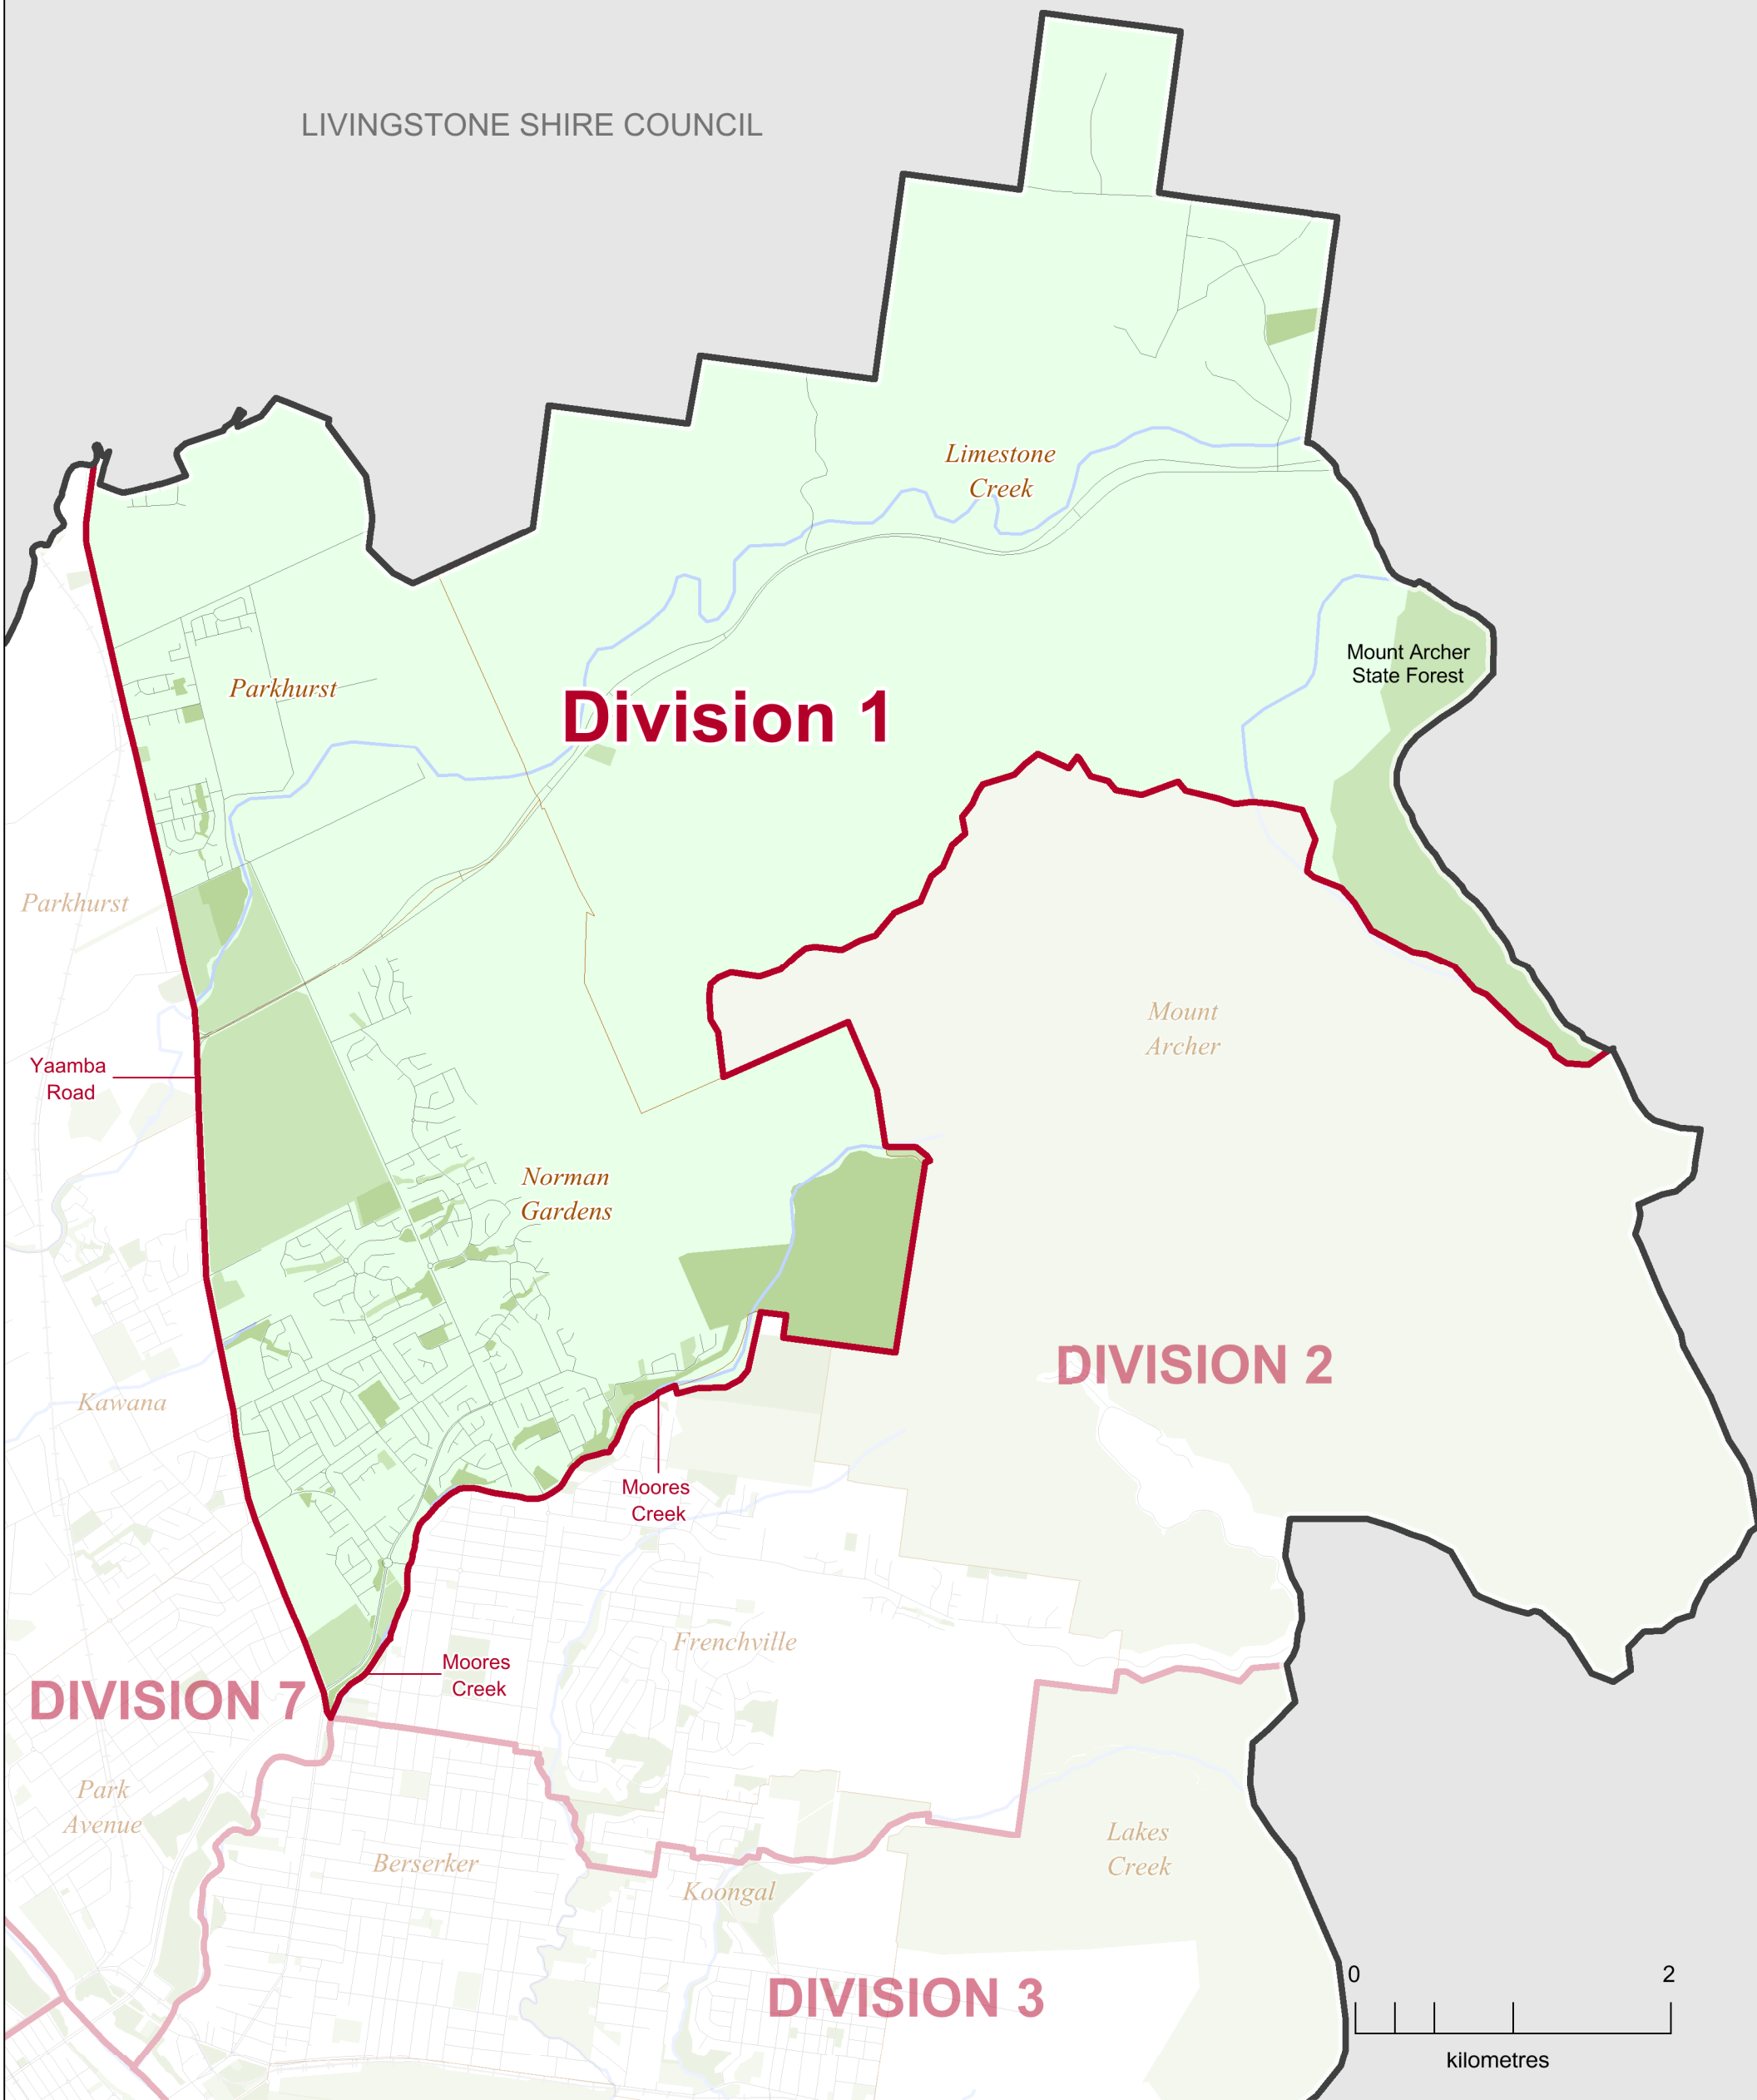 LIVINGSTONE SHIRE COUNCIL
Limestone
Creek
Mount Archer
State Forest
Parkhurst
Division 1
Parkhurst
Mount
Archer
Yaamba
Road
Norman
Gardens
DIVISION 2
Kawana
Moores
Creek
Frenchville
Moores
Creek
DIVISION 7
Park
Avenue
Lakes
Creek
Berserker
Koongal
DIVISION 3
0 2
kilometres